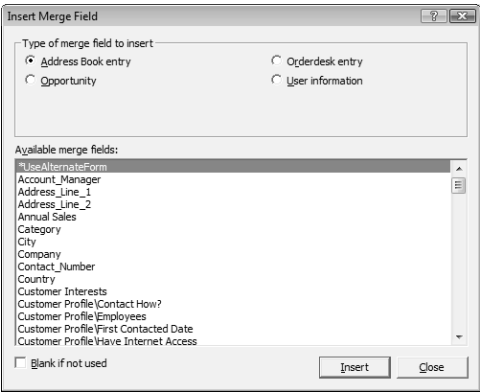 Insert Merge Field
Type of merge field to insert
Address Book entry
Orderdesk entry
Opportunity
User information
Available merge fields:
*UseAlternateForm
Account_Manager
Address_Line_1
Address_Line_2
Annual Sales
Category
City
Company
Contact_Number
Country
Customer Interests
Customer Profile\Contact How?
Customer Profile\Employees
Customer Profile\First Contacted Date
Customer Profile\Have Internet Access
Blank if not used
Insert
Close